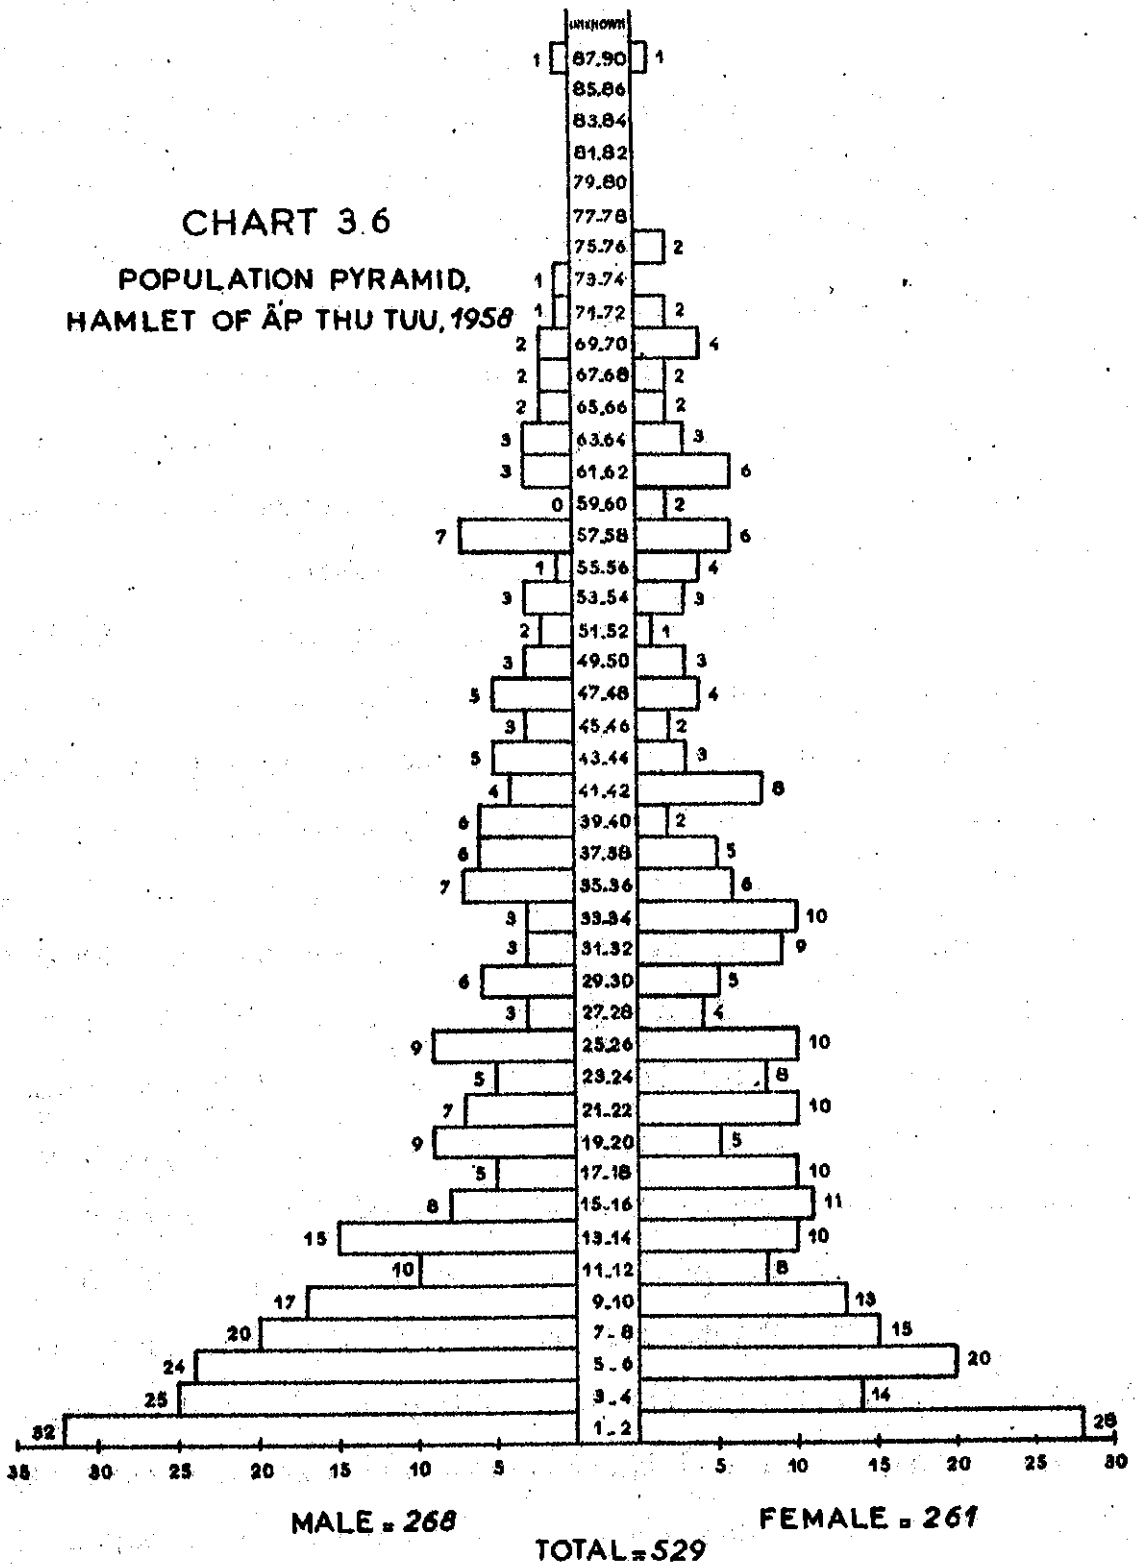 UNKNOWN
1 87.90 1
85.86
83.84
81.82
79.80
77.78
CHART 3.6
75.76 2
POPULATION PYRAMID,
1 73.74
HAMLET OF ẤP THU TUU, 1958
1 71.72 2
2 69.70 4
2 67.68 2
2 65.66 2
3 63.64 3
3 61.62 6
0 59.60 2
7 57.58 6
1 55.56 4
3 53.54 3
2 51.52 1
3 49.50 3
5 47.48 4
3 45.46 2
5 43.44 3
4 41.42 8
6 39.40 2
6 37.38 5
7 35.36 6
3 33.34 10
3 31.32 9
6 29.30 5
3 27.28 4
9 25.26 10
5 23.24 8
7 21.22 10
9 19.20 5
5 17.18 10
8 15.16 11
15 13.14 10
10 11.12 8
17 9.10 13
20 7-8 15
24 5-6 20
25 3-4 14
32 1-2 28
35 30 25 20 15 10 5 5 10 15 20 25 30
MALE = 268 FEMALE = 261
TOTAL = 529